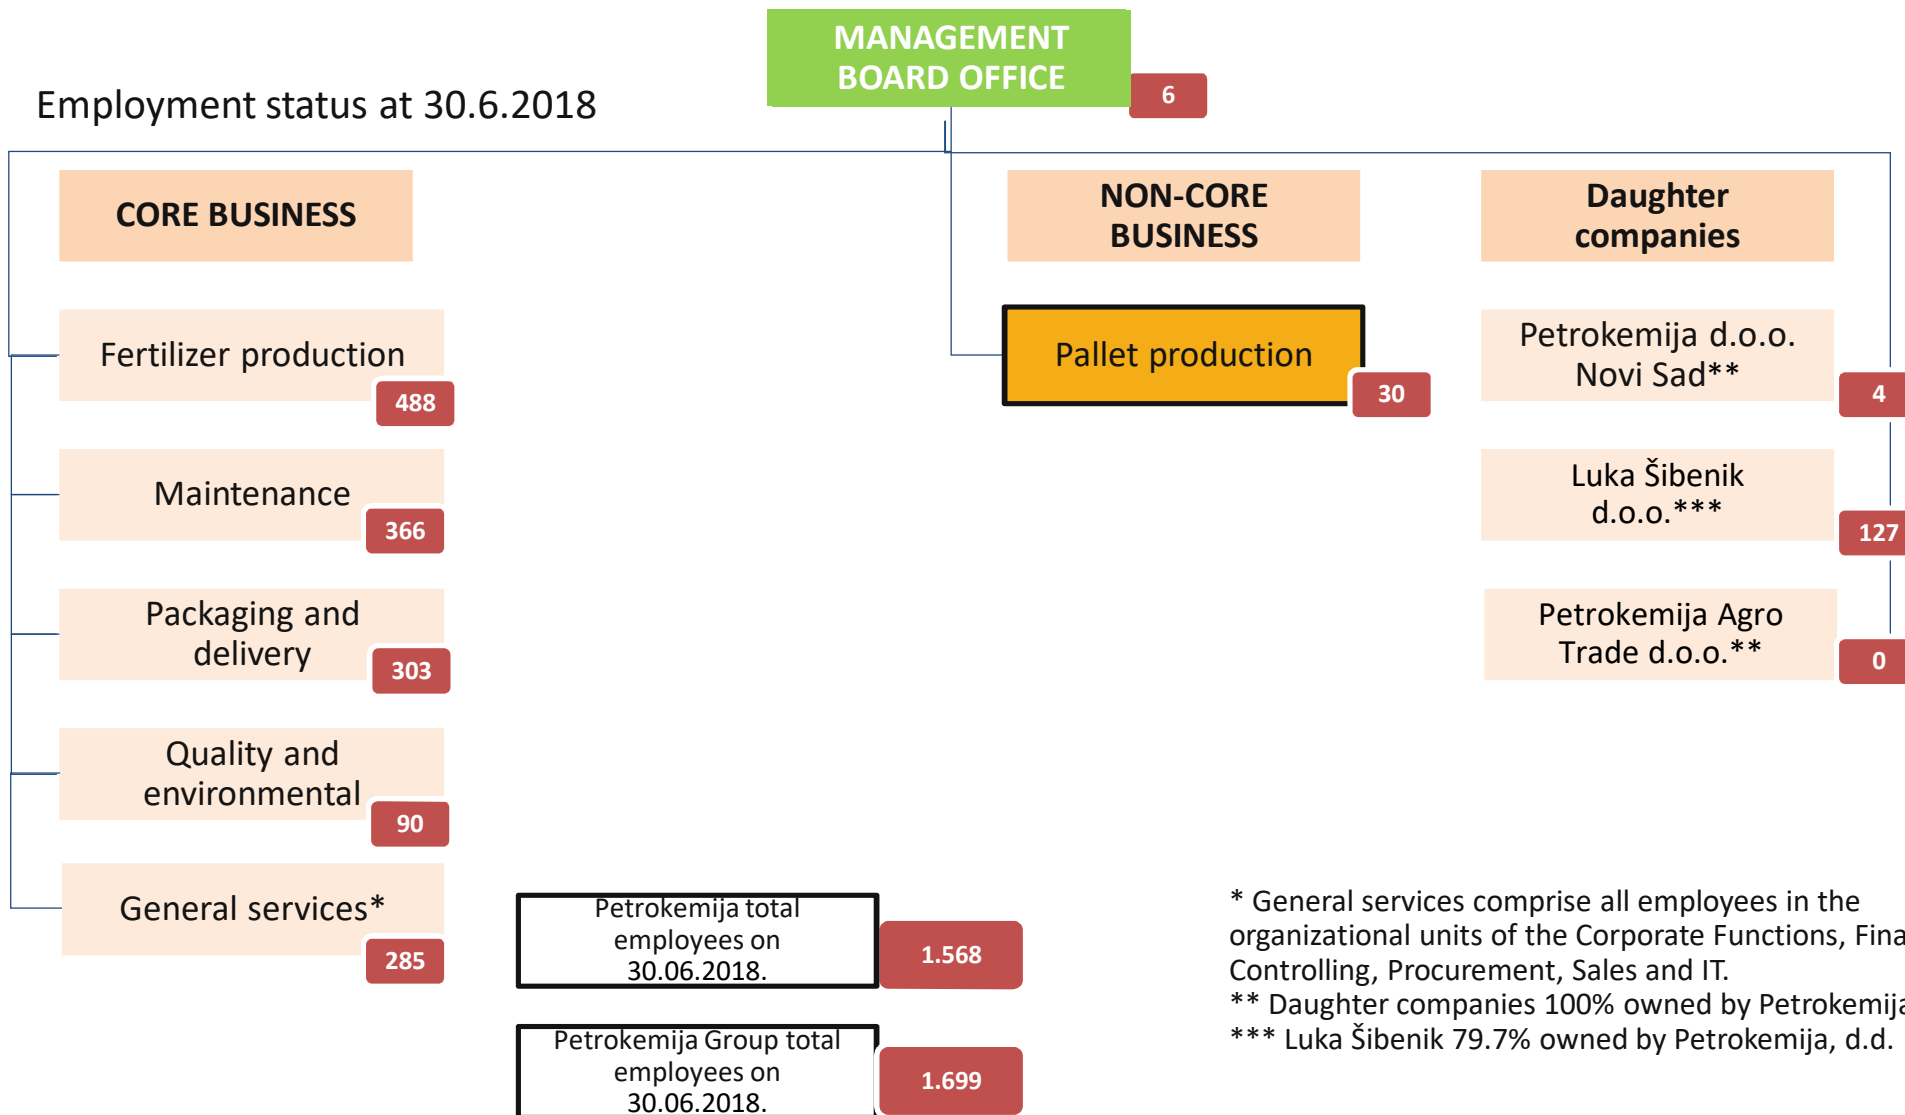 MANAGEMENT
BOARD OFFICE
6
Employment status at 30.6.2018
CORE BUSINESS
Fertilizer production
488
Maintenance
366
Packaging and
delivery
303
Quality and
environmental
90
General services*
285
NON-CORE
BUSINESS
Pallet production
30
Daughter
companies
Petrokemija d.o.o.
Novi Sad**
4
Luka Šibenik
d.o.o.***
127
Petrokemija Agro
Trade d.o.o.**
0
Petrokemija total
employees on
30.06.2018.
1.568
Petrokemija Group total
employees on
30.06.2018.
1.699
* General services comprise all employees in the
organizational units of the Corporate Functions,
Controlling, Procurement, Sales and IT.
** Daughter companies 100% owned by Petrokemija
*** Luka Šibenik 79.7% owned by Petrokemija, d.d.